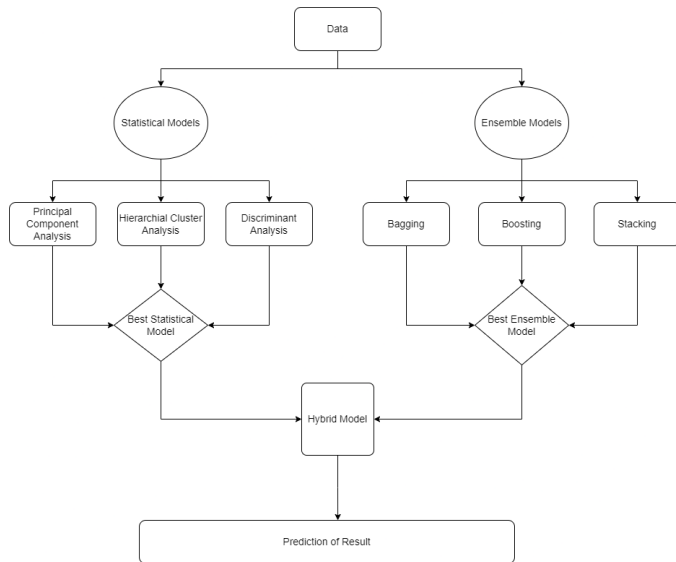 Data
Statistical Models
Ensemble Models
Principal
Component
Analysis
Hierarchial Cluster
Analysis
Discriminant
Analysis
Bagging
Boosting
Stacking
Best Statistical
Model
Best Ensemble
Model
Hybrid Model
Prediction of Result